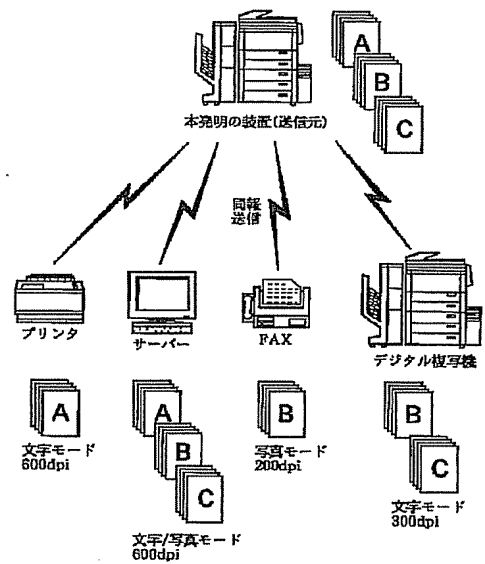 A
B
C
本発明の装置(送信元)
同報
送信
プリンタ
サーバー
FAX
デジタル複写機
A
文字モード
600dpi
A
B
C
文字/写真モード
600dpi
B
写真モード
200dpi
B
C
文字モード
300dpi